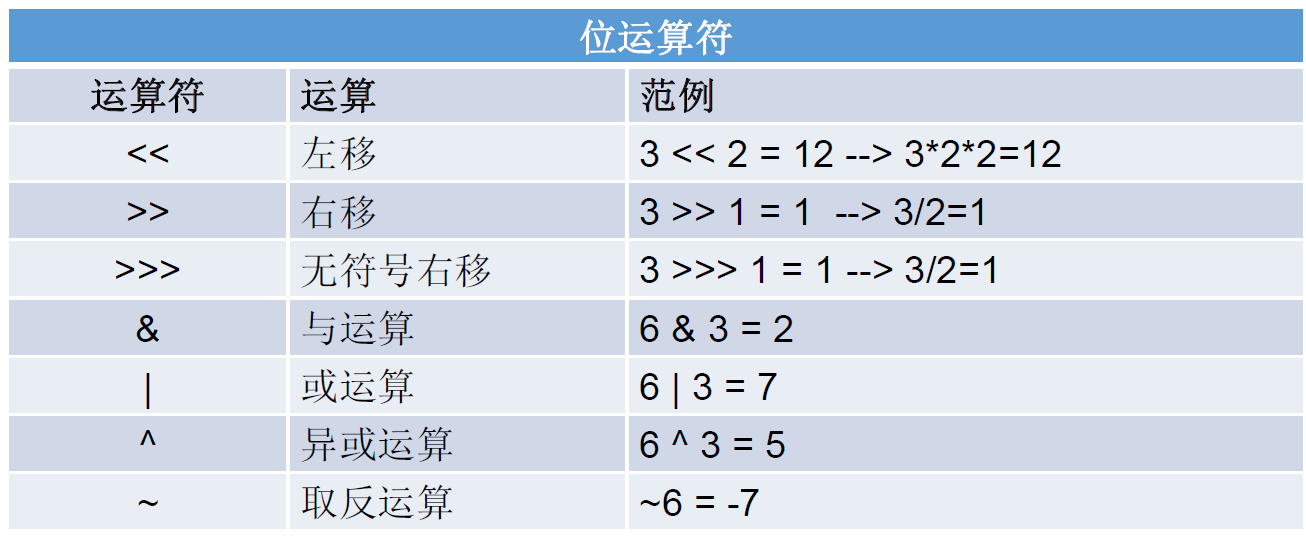 位运算符
运算符 运算 范例
<< 左移 3 << 2 = 12 --> 3*2*2=12
>> 右移 3 >> 1 = 1 --> 3/2=1
>>> 无符号右移 3 >>> 1 = 1 --> 3/2=1
& 与运算 6 & 3 = 2
| 或运算 6 | 3 = 7
^ 异或运算 6 ^ 3 = 5
~ 取反运算 ~6 = -7